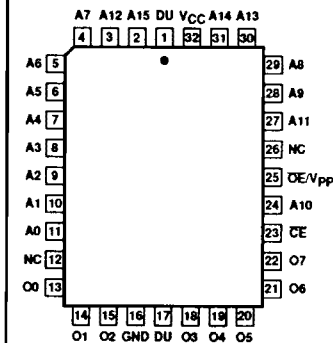 A7 A12 A15 DU VCC A14 A13
4 3 2 1 32 31 30
A6 5 29 A8
A5 6 28 A9
A4 7 27 A11
A3 8 26 NC
A2 9 25 OE/VPP
A1 10 24 A10
A0 11 23 CE
NC 12 22 O7
O0 13 21 O6
14 15 16 17 18 19 20
O1 O2 GND DU O3 O4 O5